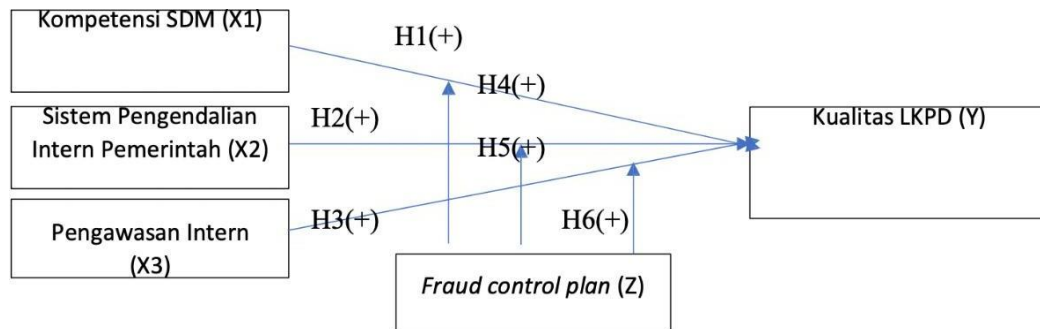 Kompetensi SDM (X1)
H1(+)
H4(+)
Sistem Pengendalian
Intern Pemerintah (X2)
H2(+)
H5(+)
Kualitas LKPD (Y)
Pengawasan Intern
(X3)
H3(+)
H6(+)
Fraud control plan (Z)